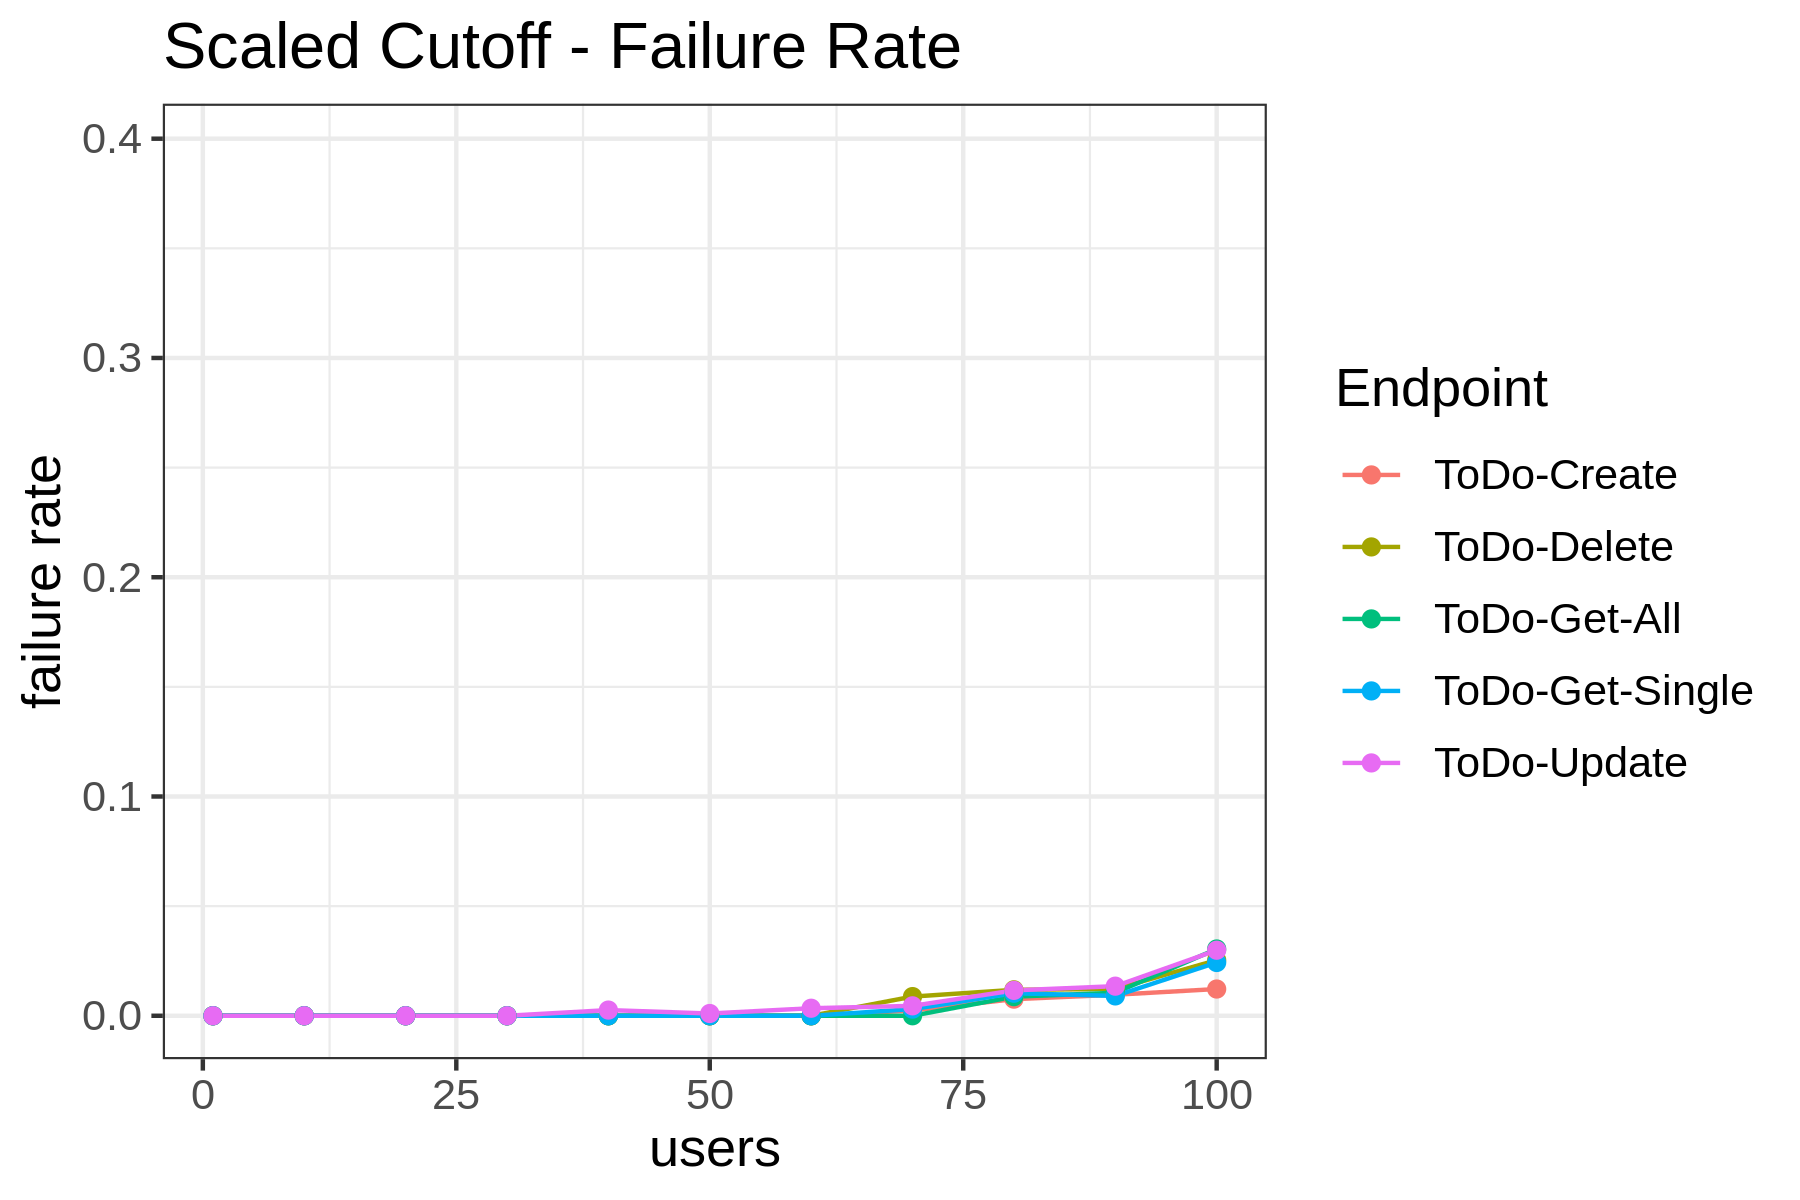 Scaled Cutoff - Failure Rate
0.4
0.3
0.2
0.1
0.0
failure rate
0 25 50 75 100
users
Endpoint
ToDo-Create
ToDo-Delete
ToDo-Get-All
ToDo-Get-Single
ToDo-Update